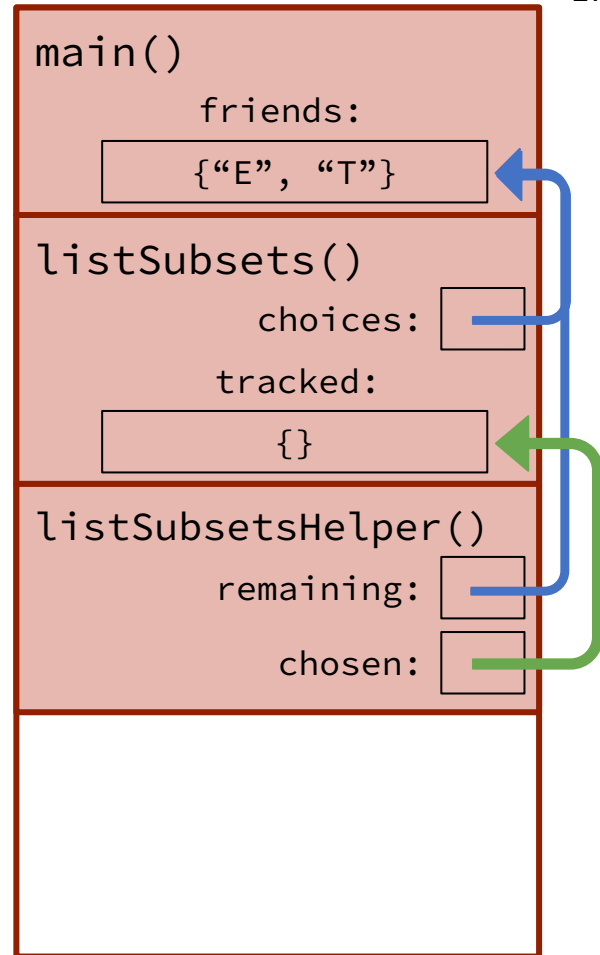 main()
friends:
{“E”, “T”}
listSubsets()
choices:
tracked:
{}
listSubsetsHelper()
remaining:
chosen: